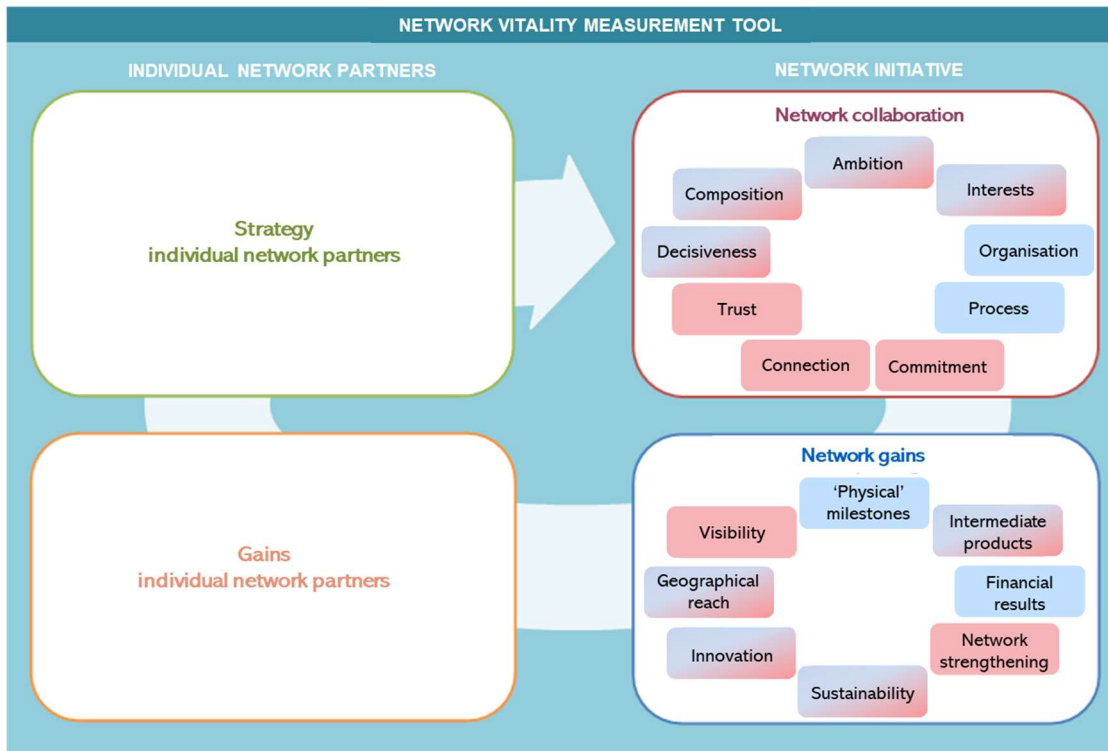 NETWORK VITALITY MEASUREMENT TOOL
INDIVIDUAL NETWORK PARTNERS
NETWORK INITIATIVE
Strategy
individual network partners
Network collaboration
Ambition
Composition
Interests
Decisiveness
Organisation
Trust
Process
Connection
Commitment
Gains
individual network partners
Network gains
‘Physical’
milestones
Visibility
Intermediate
products
Geographical
reach
Financial
results
Innovation
Network
strengthening
Sustainability